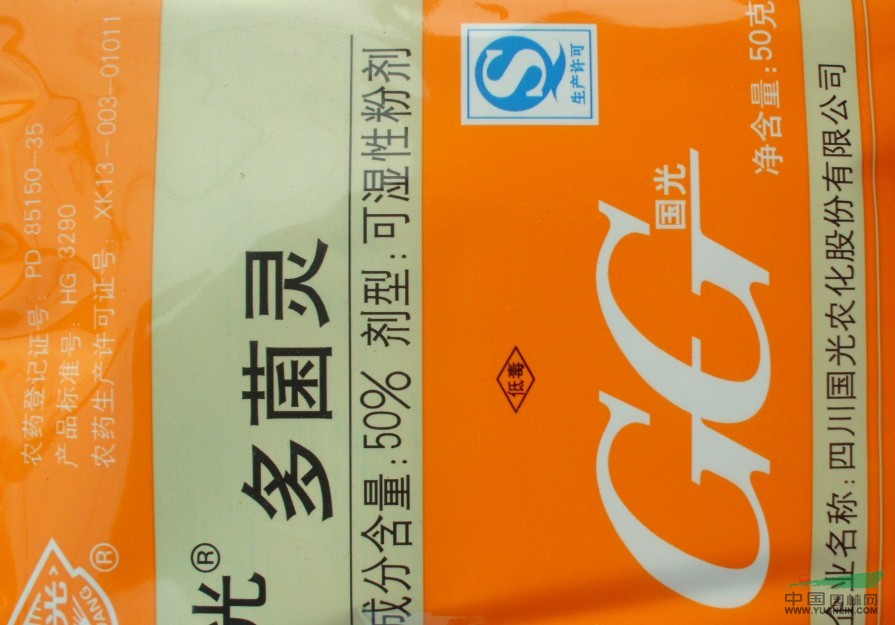 农药登记证号：PD 85150-35
产品标准号：HG 3290
农药生产许可证号：XK13-003-01011
光®
多菌灵
成分含量：50% 剂型：可湿性粉剂
生产许可
低毒
国光
GG
净含量：50克
企业名称：四川国光农化股份有限公司
光
ANG
®
中国园林网
WWW.YUANLIN.COM